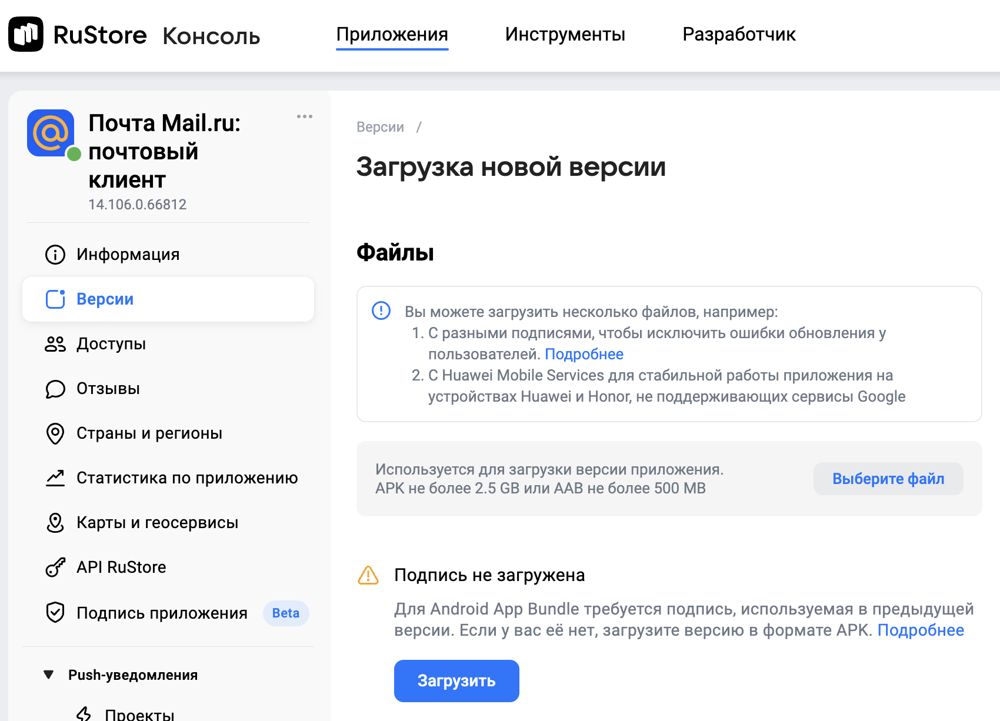 RuStore Консоль
Приложения
Инструменты
Разработчик
Почта Mail.ru:
почтовый
клиент
14.106.0.66812
Информация
Версии
Доступы
Отзывы
Страны и регионы
Статистика по приложению
Карты и геосервисы
API RuStore
Подпись приложения Beta
Push-уведомления
Проекты
Версии /
Загрузка новой версии
Файлы
Вы можете загрузить несколько файлов, например:
1. С разными подписями, чтобы исключить ошибки обновления у
пользователей. Подробнее
2. С Huawei Mobile Services для стабильной работы приложения на
устройствах Huawei и Honor, не поддерживающих сервисы Google
Используется для загрузки версии приложения.
APK не более 2.5 GB или AAB не более 500 MB
Выберите файл
Подпись не загружена
Для Android App Bundle требуется подпись, используемая в предыдущей
версии. Если у вас её нет, загрузите версию в формате APK. Подробнее
Загрузить